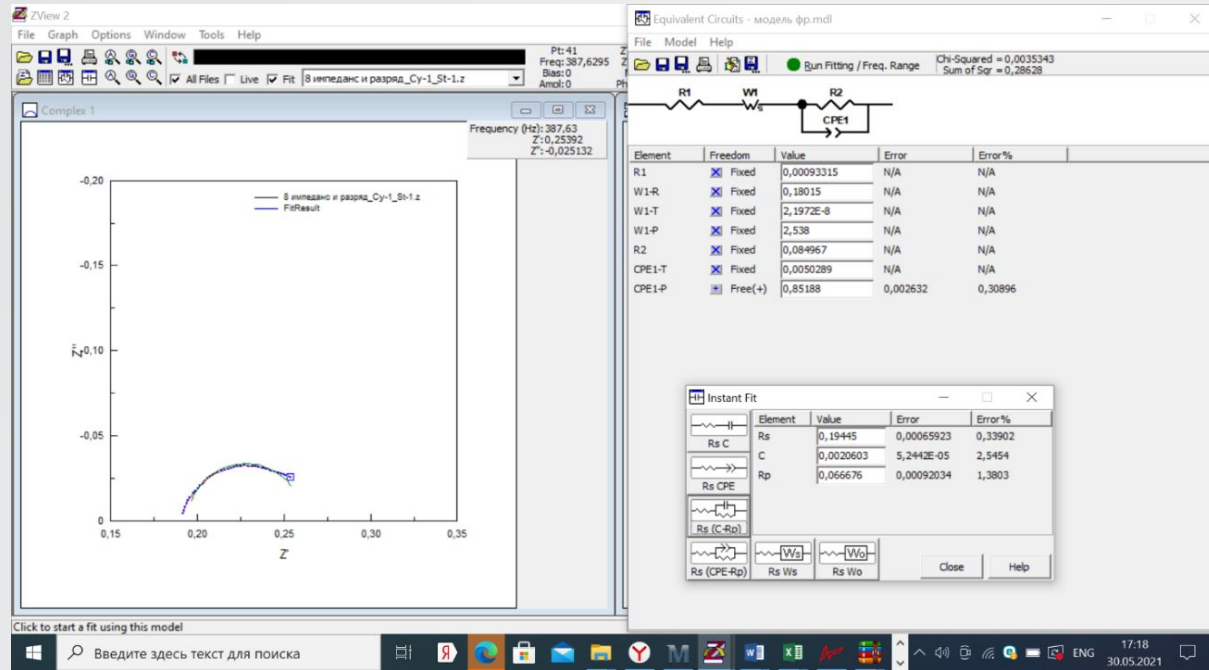 ZView 2
File Graph Options Window Tools Help
Pt: 41
Freq: 387,6295
Bias: 0
Ampl: 0
All Files Live Fit 8 импеданс и разряд_Cy-1_St-1.z
Complex 1
Frequency (Hz): 387,63
Z': 0,25392
Z'': -0,025132
8 импеданс и разряд_Cy-1_St-1.z
FitResult
-0,20
-0,15
-0,10
-0,05
0
Z''
0,15 0,20 0,25 0,30 0,35
Z'
Click to start a fit using this model
Equivalent Circuits - модель фр.mdl
File Model Help
Run Fitting / Freq. Range
Chi-Squared = 0,0035343
Sum of Sqr = 0,28628
R1 W1 R2
Ws
CPE1
Element Freedom Value Error Error%
R1 Fixed 0,00093315 N/A N/A
W1-R Fixed 0,18015 N/A N/A
W1-T Fixed 2,1972E-8 N/A N/A
W1-P Fixed 2,538 N/A N/A
R2 Fixed 0,084967 N/A N/A
CPE1-T Fixed 0,0050289 N/A N/A
CPE1-P Free(+) 0,85188 0,002632 0,30896
Instant Fit
Element Value Error Error%
Rs 0,19445 0,00065923 0,33902
C 0,0020603 5,2442E-05 2,5454
Rp 0,066676 0,00092034 1,3803
Rs C
Rs CPE
Rs (C-Rp)
Rs (CPE-Rp)
Ws
Rs Ws
Wo
Rs Wo
Close Help
Введите здесь текст для поиска
ENG
17:18
30.05.2021